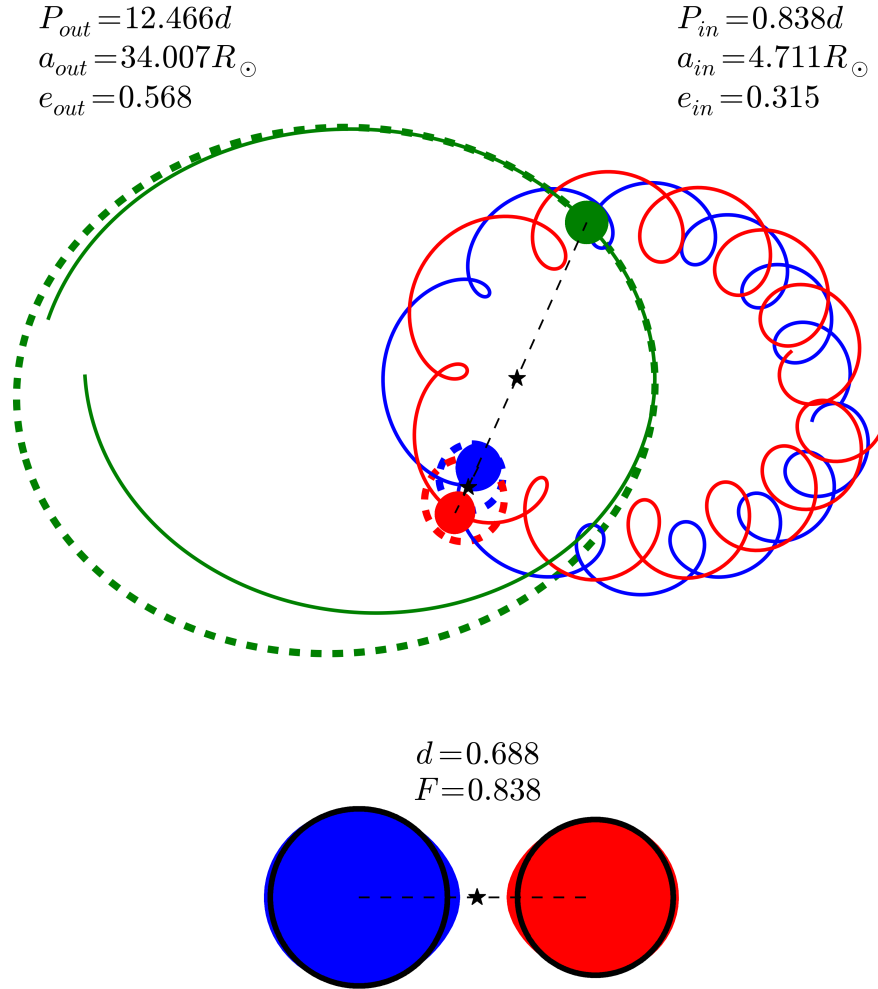 P_out=12.466d
a_out=34.007R_⊙
e_out=0.568
P_in=0.838d
a_in=4.711R_⊙
e_in=0.315
d=0.688
F=0.838